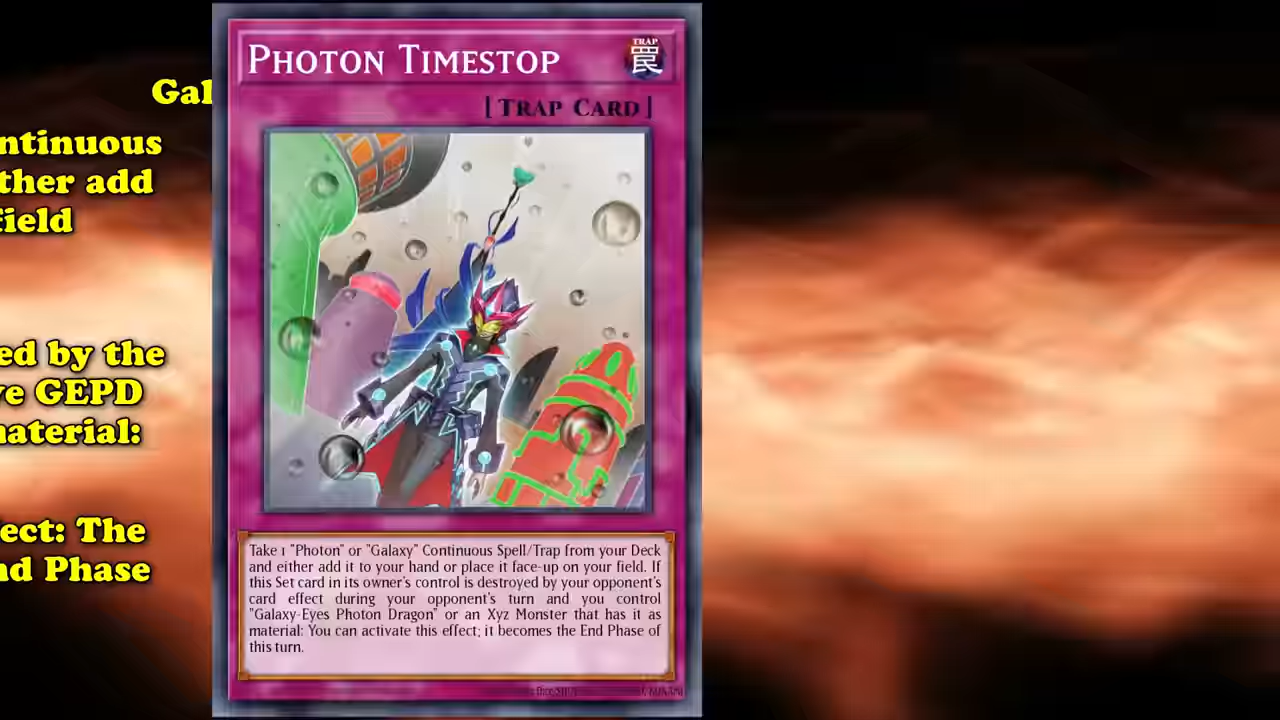 PHOTON TIMESTOP
TRAP
罠
[TRAP CARD]
Gal
ntinuous
ther add
field
ed by the
ve GEPD
naterial:
ect: The
nd Phase
Take 1 "Photon" or "Galaxy" Continuous Spell/Trap from your Deck
and either add it to your hand or place it face-up on your field. If
this Set card in its owner's control is destroyed by your opponent's
card effect during your opponent's turn and you control
"Galaxy-Eyes Photon Dragon" or an Xyz Monster that has it as
material: You can activate this effect; it becomes the End Phase of
this turn.